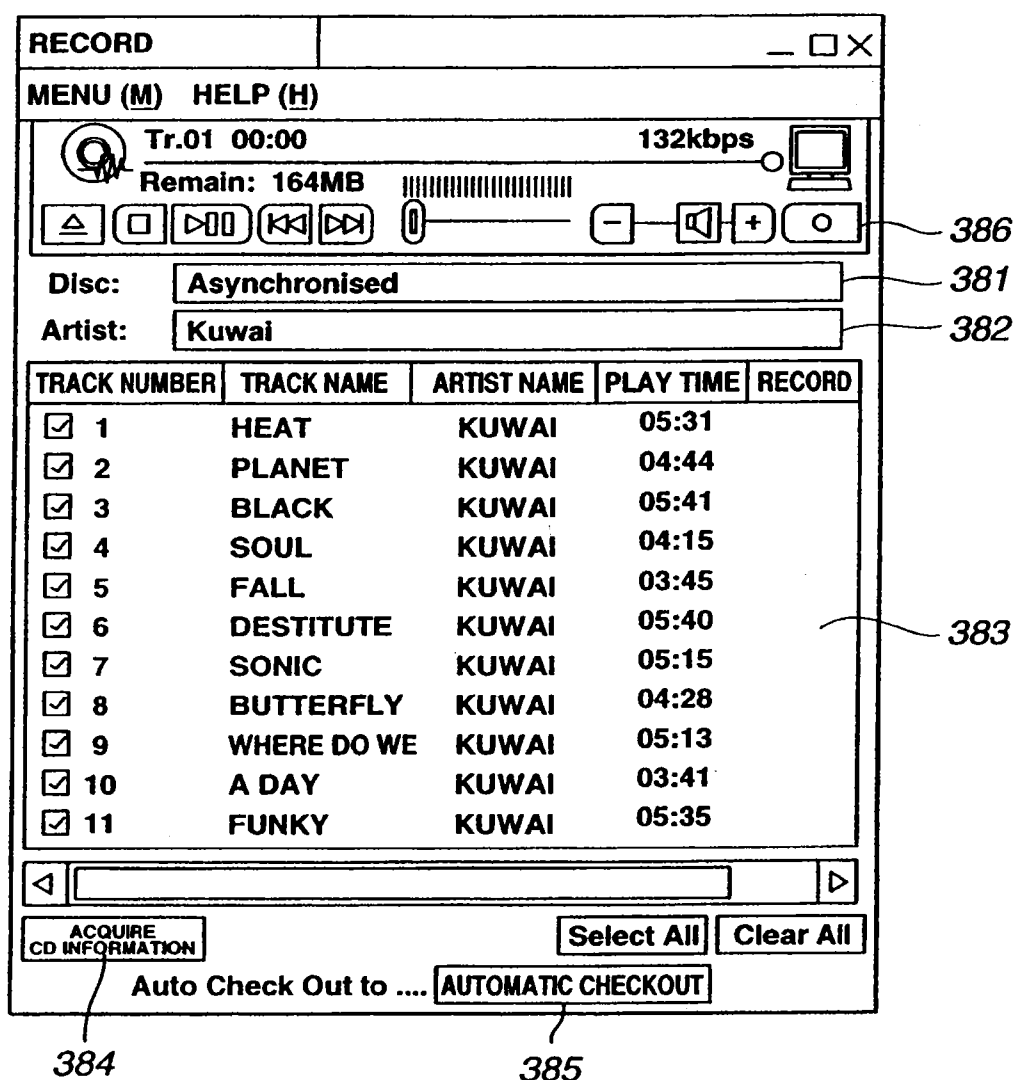 RECORD
MENU (M) HELP (H)
Tr.01 00:00 132kbps
Remain: 164MB
386
Disc: Asynchronised 381
Artist: Kuwai 382
TRACK NUMBER TRACK NAME ARTIST NAME PLAY TIME RECORD
1 HEAT KUWAI 05:31
2 PLANET KUWAI 04:44
3 BLACK KUWAI 05:41
4 SOUL KUWAI 04:15
5 FALL KUWAI 03:45
6 DESTITUTE KUWAI 05:40
383
7 SONIC KUWAI 05:15
8 BUTTERFLY KUWAI 04:28
9 WHERE DO WE KUWAI 05:13
10 A DAY KUWAI 03:41
11 FUNKY KUWAI 05:35
ACQUIRE
CD INFORMATION
Select All Clear All
Auto Check Out to .... AUTOMATIC CHECKOUT
384 385